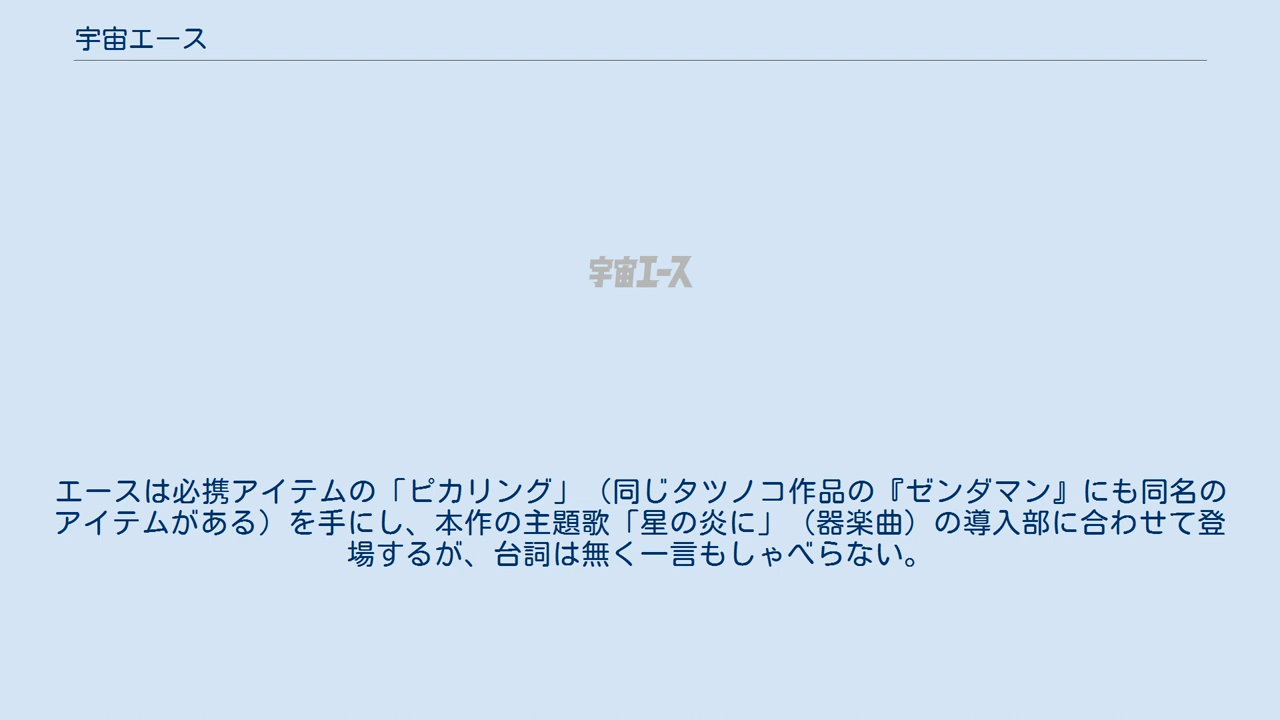 宇宙エース
宇宙エース
エースは必携アイテムの「ピカリング」（同じタツノコ作品の『ゼンダマン』にも同名の
アイテムがある）を手にし、本作の主題歌「星の炎に」（器楽曲）の導入部に合わせて登
場するが、台詞は無く一言もしゃべらない。